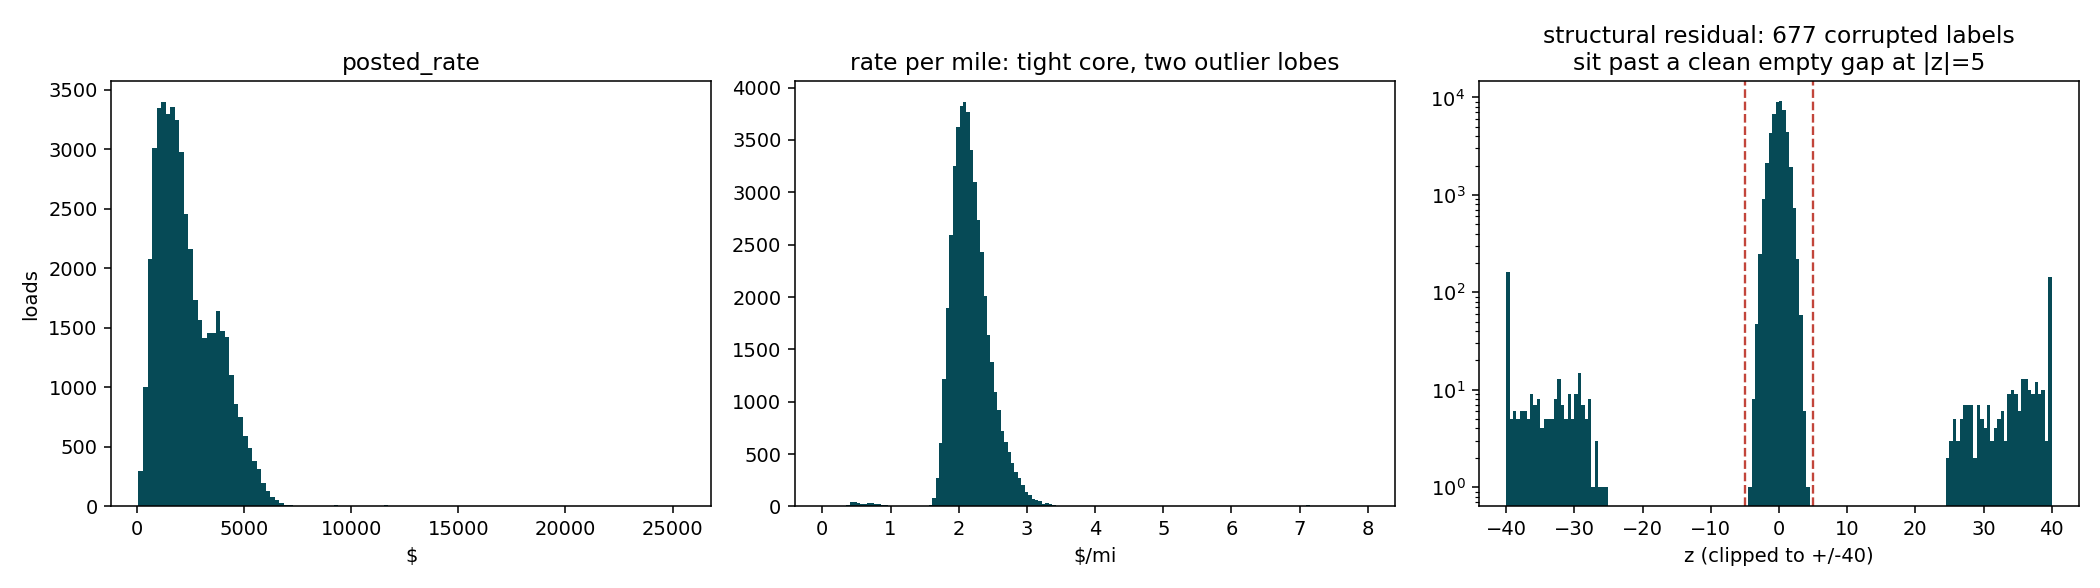 posted_rate
3500
3000
2500
2000
1500
1000
500
0
loads
0 5000 10000 15000 20000 25000
$
rate per mile: tight core, two outlier lobes
4000
3500
3000
2500
2000
1500
1000
500
0
0 1 2 3 4 5 6 7 8
$/mi
structural residual: 677 corrupted labels
sit past a clean empty gap at |z|=5
10⁴
10³
10²
10¹
10⁰
−40 −30 −20 −10 0 10 20 30 40
z (clipped to +/-40)